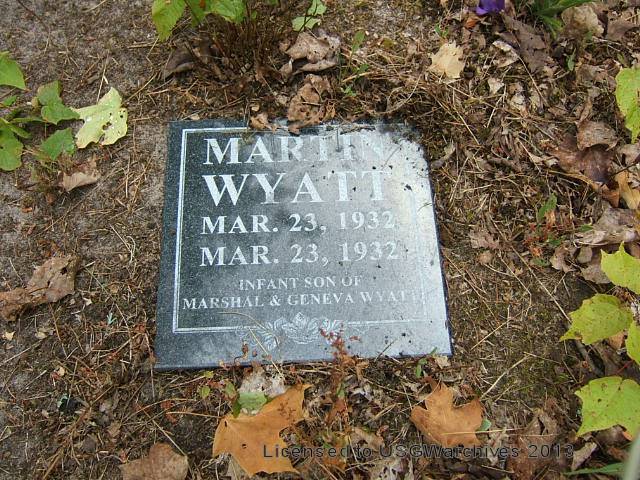 MARTIN
WYATT
MAR. 23, 1932
MAR. 23, 1932
INFANT SON OF
MARSHAL & GENEVA WYATT
Licensed to USGWarchives 2013